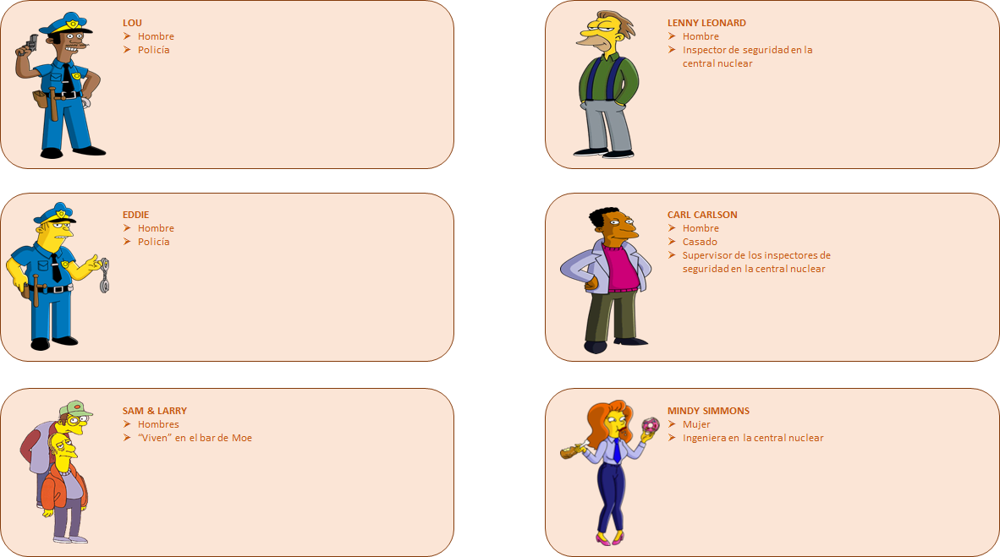 LOU
➢ Hombre
➢ Policía
EDDIE
➢ Hombre
➢ Policía
SAM & LARRY
➢ Hombres
➢ “Viven” en el bar de Moe
LENNY LEONARD
➢ Hombre
➢ Inspector de seguridad en la
central nuclear
CARL CARLSON
➢ Hombre
➢ Casado
➢ Supervisor de los inspectores de
seguridad en la central nuclear
MINDY SIMMONS
➢ Mujer
➢ Ingeniera en la central nuclear